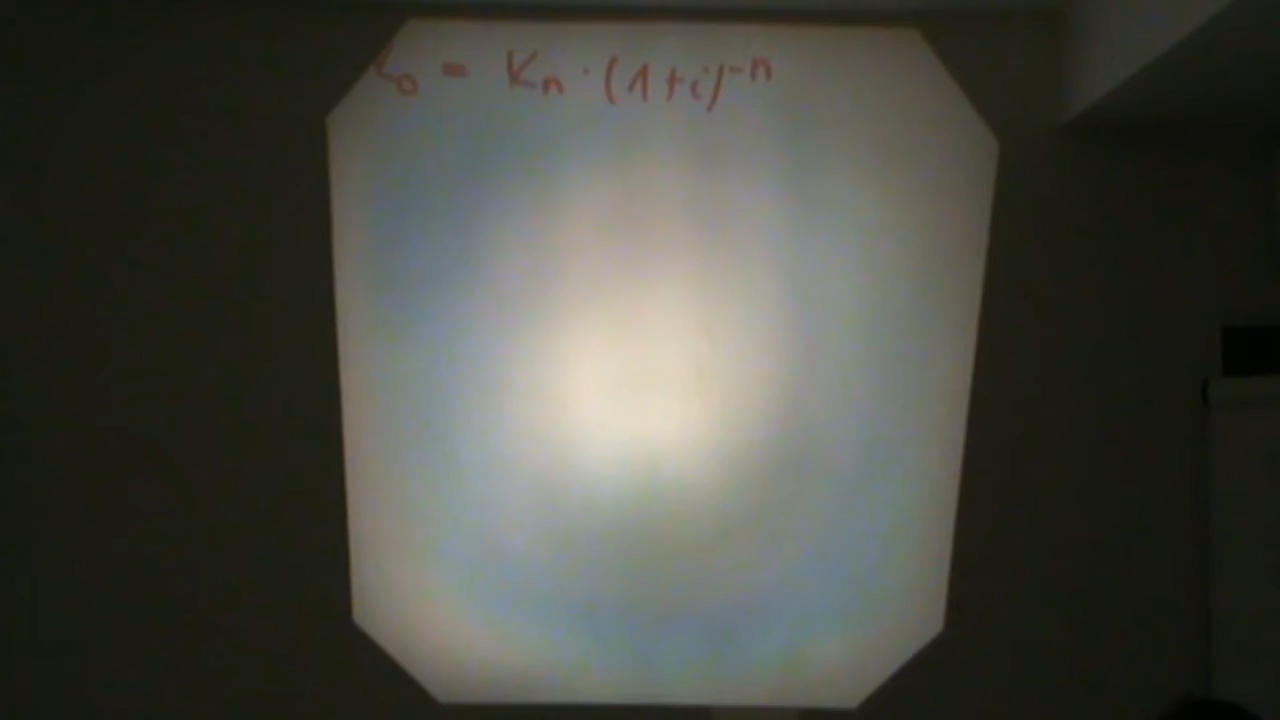 K₀ = Kₙ · (1+i)⁻ⁿ